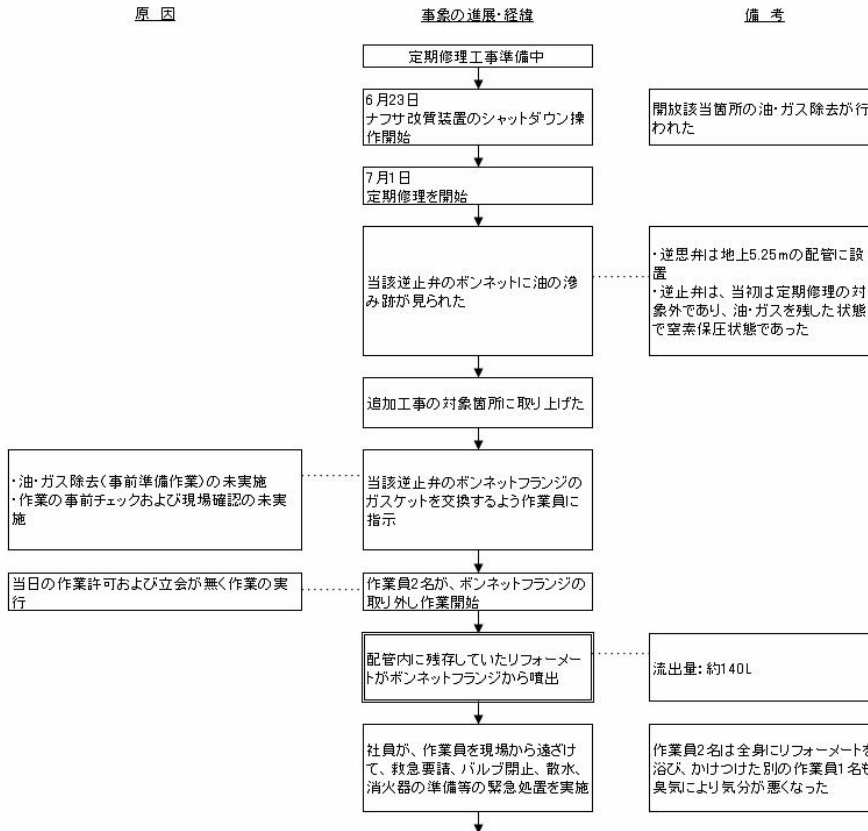 原 因
事象の進展・経緯
備 考
定期修理工事準備中
6月23日
ナフサ改質装置のシャットダウン操
作開始
開放該当箇所の油・ガス除去が行
われた
7月1日
定期修理を開始
当該逆止弁のボンネットに油の滲
み跡が見られた
・逆思弁は地上5.25mの配管に設
置
・逆止弁は、当初は定期修理の対
象外であり、油・ガスを残した状態
で窒素保圧状態であった
追加工事の対象箇所に取り上げた
・油・ガス除去(事前準備作業)の未実施
・作業の事前チェックおよび現場確認の未実
施
当該逆止弁のボンネットフランジの
ガスケットを交換するよう作業員に
指示
当日の作業許可および立会が無く作業の実
行
作業員2名が、ボンネットフランジの
取り外し作業開始
配管内に残存していたリフォーメー
トがボンネットフランジから噴出
流出量:約140L
社員が、作業員を現場から遠ざけ
て、救急要請、バルブ閉止、散水、
消火器の準備等の緊急処置を実施
作業員2名は全身にリフォーメートを
浴び、かけつけた別の作業員1名も
臭気により気分が悪くなった